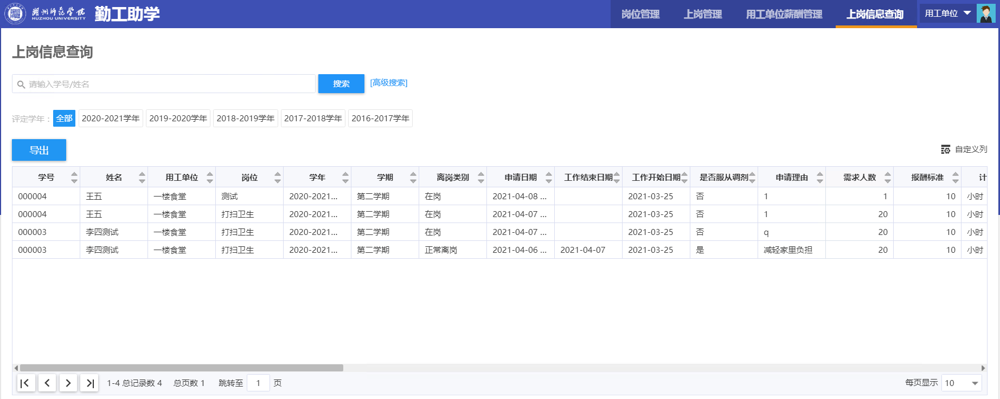 湖州师范学院 HUZHOU UNIVERSITY 勤工助学 岗位管理 上岗管理 用工单位薪酬管理 上岗信息查询 用工单位
上岗信息查询
请输入学号/姓名 搜索 [高级搜索]
评定学年： 全部 2020-2021学年 2019-2020学年 2018-2019学年 2017-2018学年 2016-2017学年
导出 自定义列
学号 姓名 用工单位 岗位 学年 学期 离岗类别 申请日期 工作结束日期 工作开始日期 是否服从调剂 申请理由 需求人数 报酬标准 计
000004 王五 一楼食堂 测试 2020-2021... 第二学期 在岗 2021-04-08 ... 2021-03-25 否 1 1 10 小时
000004 王五 一楼食堂 打扫卫生 2020-2021... 第二学期 在岗 2021-04-07 ... 2021-03-25 否 1 20 10 小时
000003 李四测试 一楼食堂 打扫卫生 2020-2021... 第二学期 在岗 2021-04-07 ... 2021-03-25 否 q 20 10 小时
000003 李四测试 一楼食堂 打扫卫生 2020-2021... 第二学期 正常离岗 2021-04-06 ... 2021-04-07 2021-03-25 是 减轻家里负担 20 10 小时
1-4 总记录数 4 总页数 1 跳转至 1 页 每页显示 10